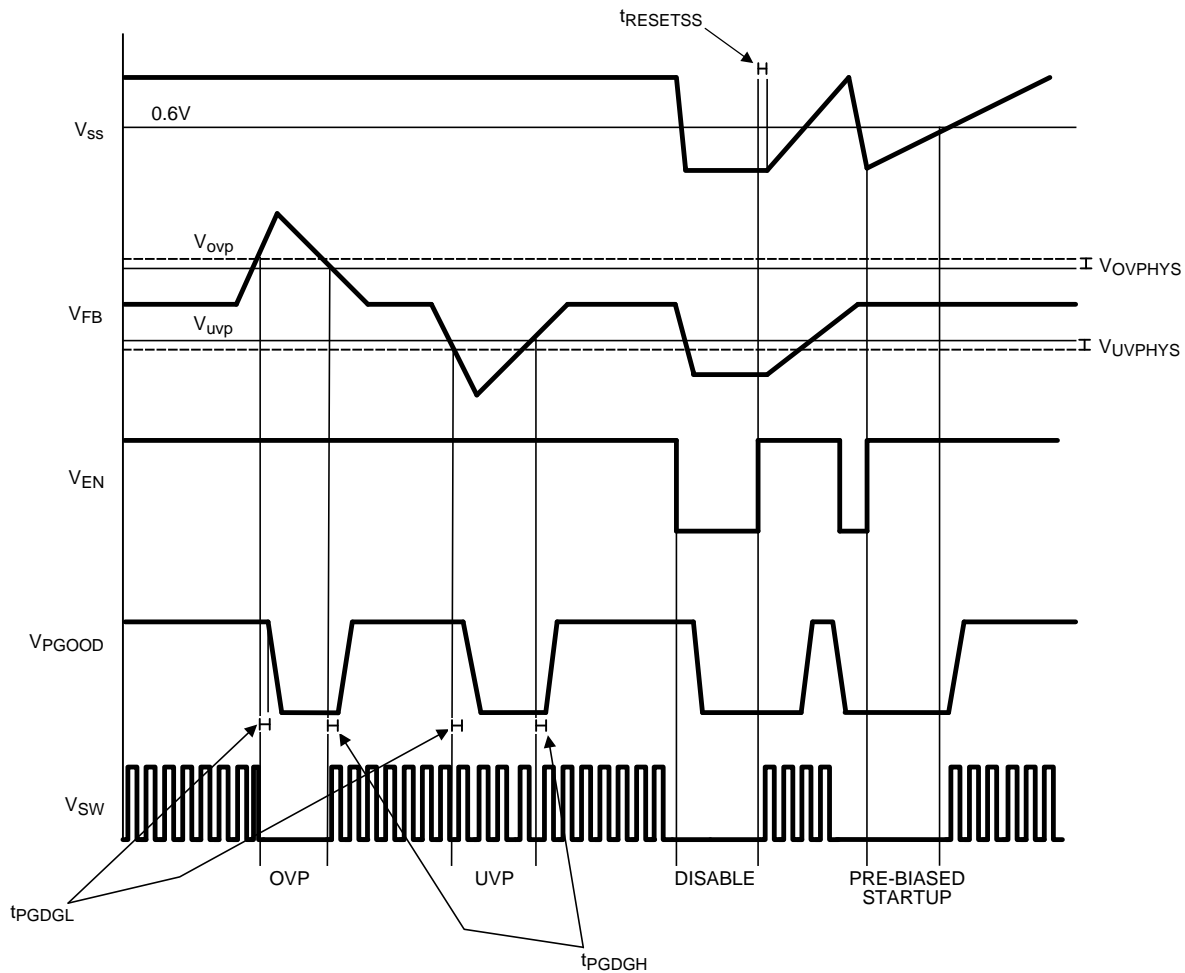 tRESETSS
0.6V
Vss
Vovp
VOVPHYS
VFB
Vuvp
VUVPHYS
VEN
VPGOOD
VSW
OVP
UVP
DISABLE
PRE-BIASED
STARTUP
tPGDGL
tPGDGH